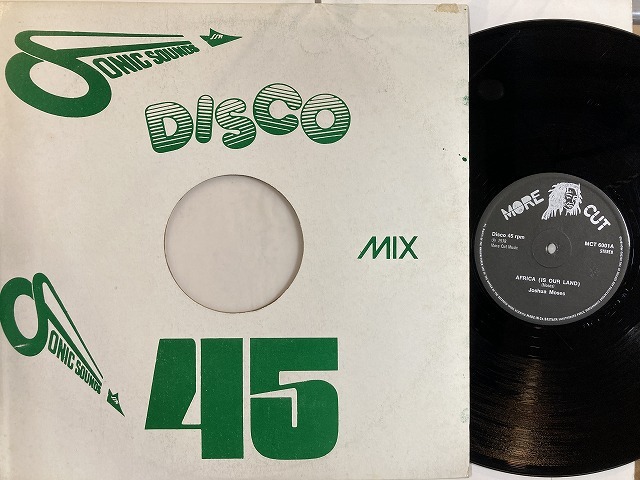 SONIC SOUNDS
DISCO
MIX
SONIC SOUNDS
45
MORE CUT
Disco 45 rpm
MCT 6001A
STEREO
AFRICA (IS OUR LAND)
(Moses)
Joshua Moses